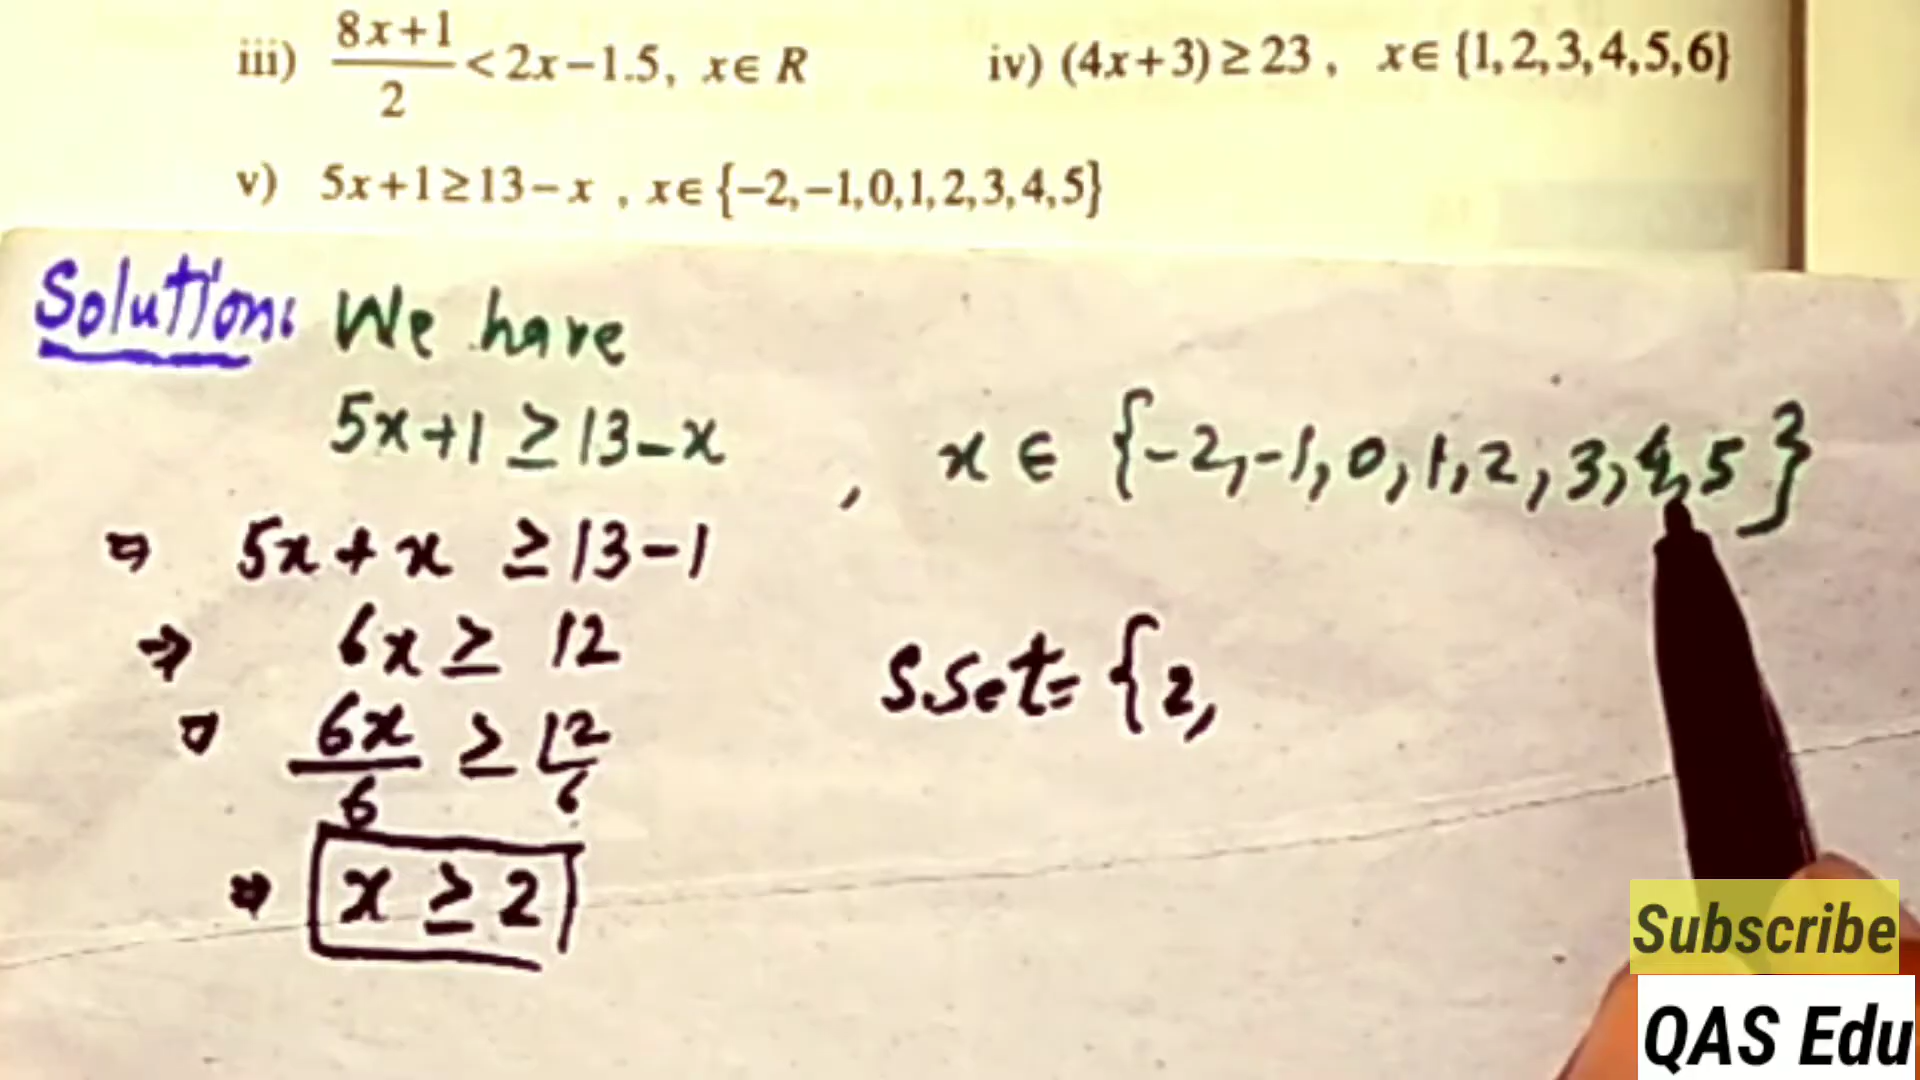 iii) 8x+1/2 < 2x−1.5, x∈ R
iv) (4x+3) ≥ 23, x∈ {1,2,3,4,5,6}
v) 5x+1≥13−x , x∈ {−2,−1,0,1,2,3,4,5}
Solution: We have
5x+1 ≥ 13-x , x ∈ {-2,-1,0,1,2,3,4,5}
⇒ 5x+x ≥ 13-1
⇒ 6x ≥ 12
S.Set= {2,
⇒ 6x/6 ≥ 12/6
⇒ x ≥ 2
Subscribe
QAS Edu